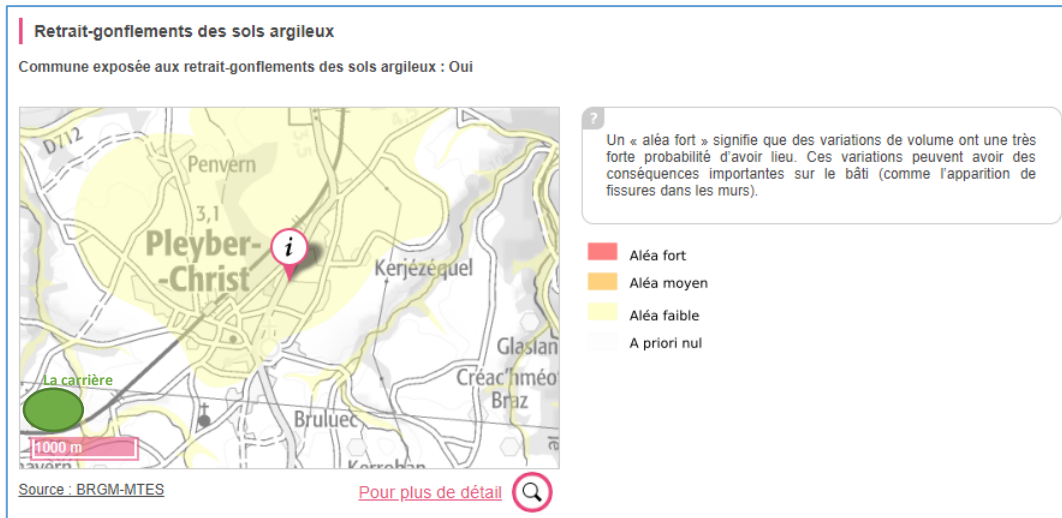 Retrait-gonflements des sols argileux
Commune exposée aux retrait-gonflements des sols argileux : Oui
D712
Penvern
3,5
3,1
Pleyber-
-Christ
i
Kerjézéquel
Glaslan
Créac'hméo
Braz
La carrière
Bruluec
1000 m
Kerroban
Source : BRGM-MTES
Pour plus de détail
?
Un « aléa fort » signifie que des variations de volume ont une très
forte probabilité d'avoir lieu. Ces variations peuvent avoir des
conséquences importantes sur le bâti (comme l'apparition de
fissures dans les murs).
Aléa fort
Aléa moyen
Aléa faible
A priori nul